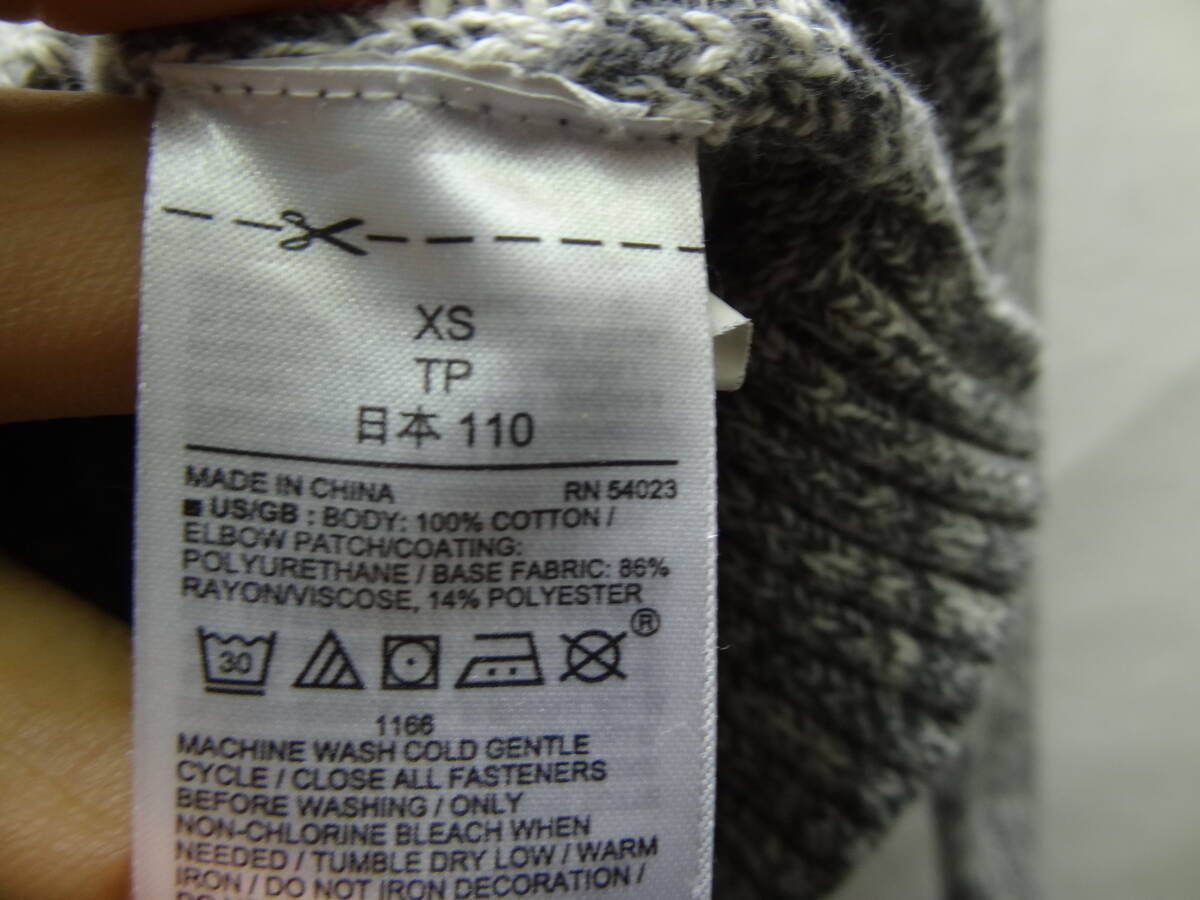 XS
TP
日本 110
MADE IN CHINA RN 54023
■ US/GB : BODY: 100% COTTON /
ELBOW PATCH/COATING:
POLYURETHANE / BASE FABRIC: 86%
RAYON/VISCOSE, 14% POLYESTER
30
®
1166
MACHINE WASH COLD GENTLE
CYCLE / CLOSE ALL FASTENERS
BEFORE WASHING / ONLY
NON-CHLORINE BLEACH WHEN
NEEDED / TUMBLE DRY LOW / WARM
IRON / DO NOT IRON DECORATION /